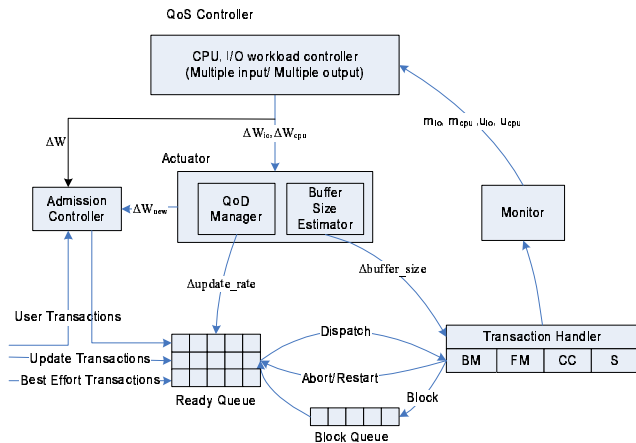 QoS Controller
CPU, I/O workload controller
(Multiple input/ Multiple output)
ΔW
ΔWio, ΔWcpu
mio, mcpu ,uio, ucpu
Actuator
Admission
Controller
ΔWnew
QoD
Manager
Buffer
Size
Estimator
Monitor
Δupdate_rate
Δbuffer_size
User Transactions
Update Transactions
Best Effort Transactions
Ready Queue
Dispatch
Abort/Restart
Transaction Handler
BM FM CC S
Block
Block Queue